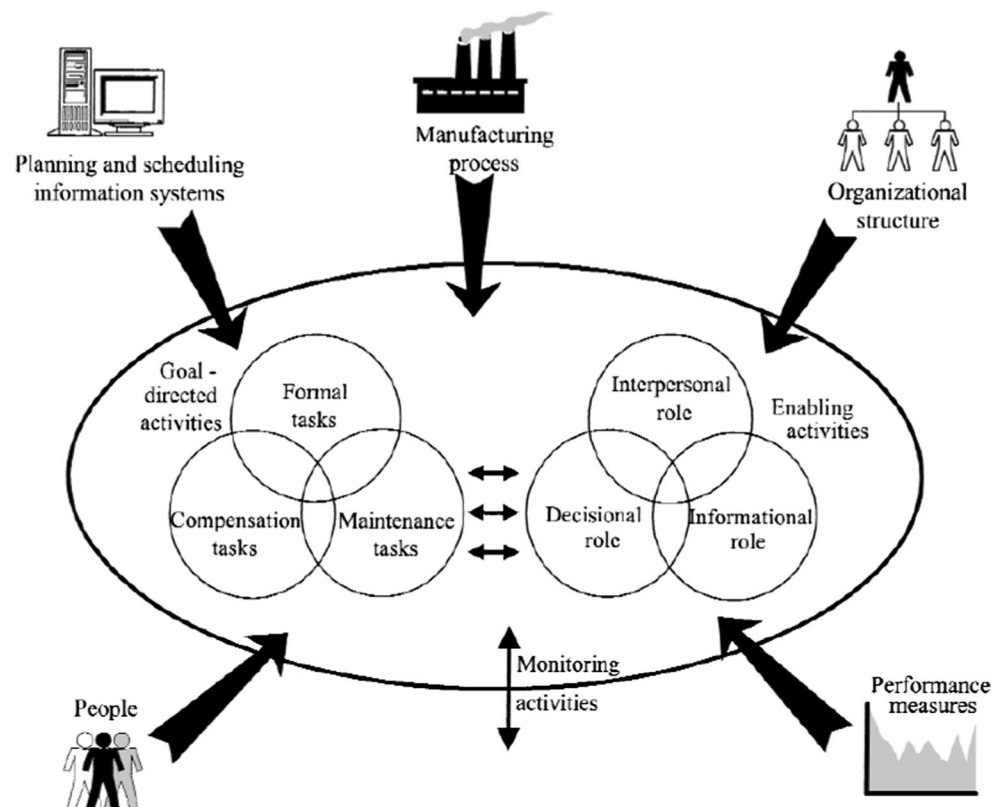 Manufacturing
process
Planning and scheduling
information systems
Organizational
structure
Goal -
directed
activities
Formal
tasks
Compensation
tasks
Maintenance
tasks
Interpersonal
role
Enabling
activities
Decisional
role
Informational
role
Monitoring
activities
People
Performance
measures